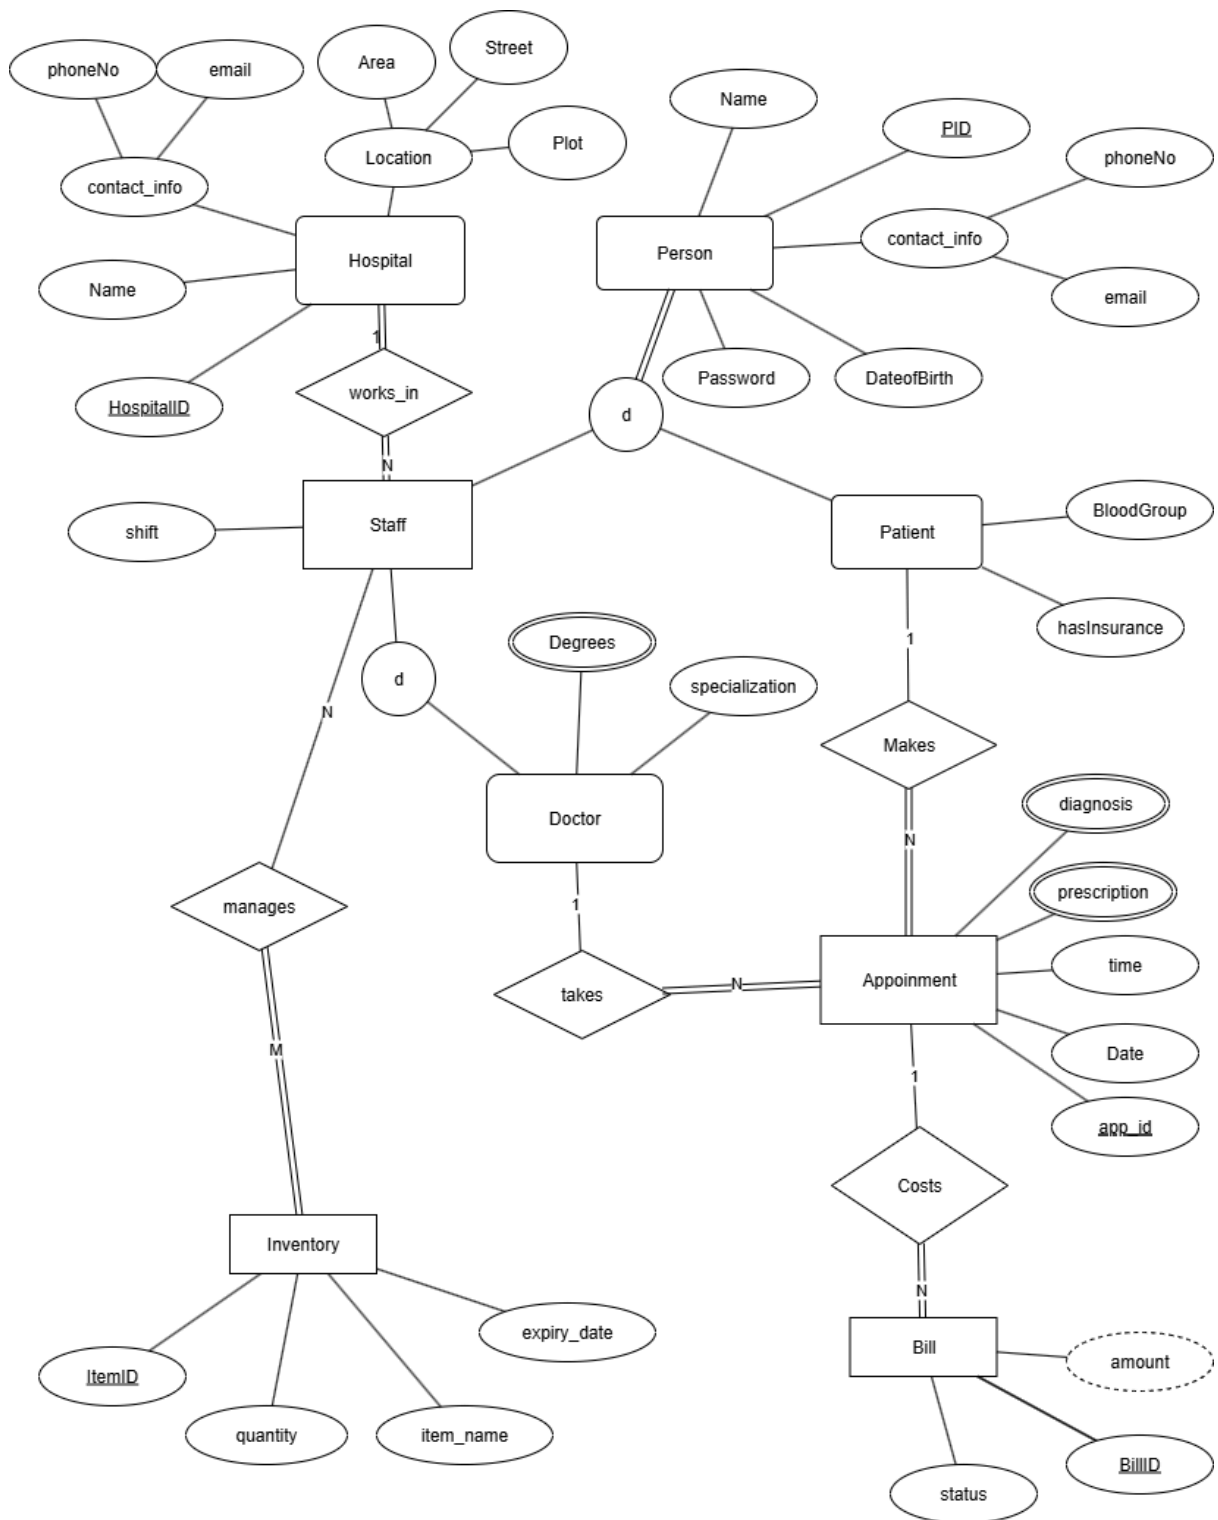 Area
Street
phoneNo
email
Name
PID
Location
Plot
phoneNo
contact_info
contact_info
Hospital
Person
Name
email
1
Password
DateofBirth
works_in
HospitalID
d
N
BloodGroup
shift
Staff
Patient
hasInsurance
1
Degrees
d
specialization
N
Makes
diagnosis
Doctor
N
prescription
1
manages
time
Appoinment
N
takes
M
Date
1
app_id
Costs
Inventory
N
expiry_date
Bill
amount
ItemID
quantity
item_name
BillID
status